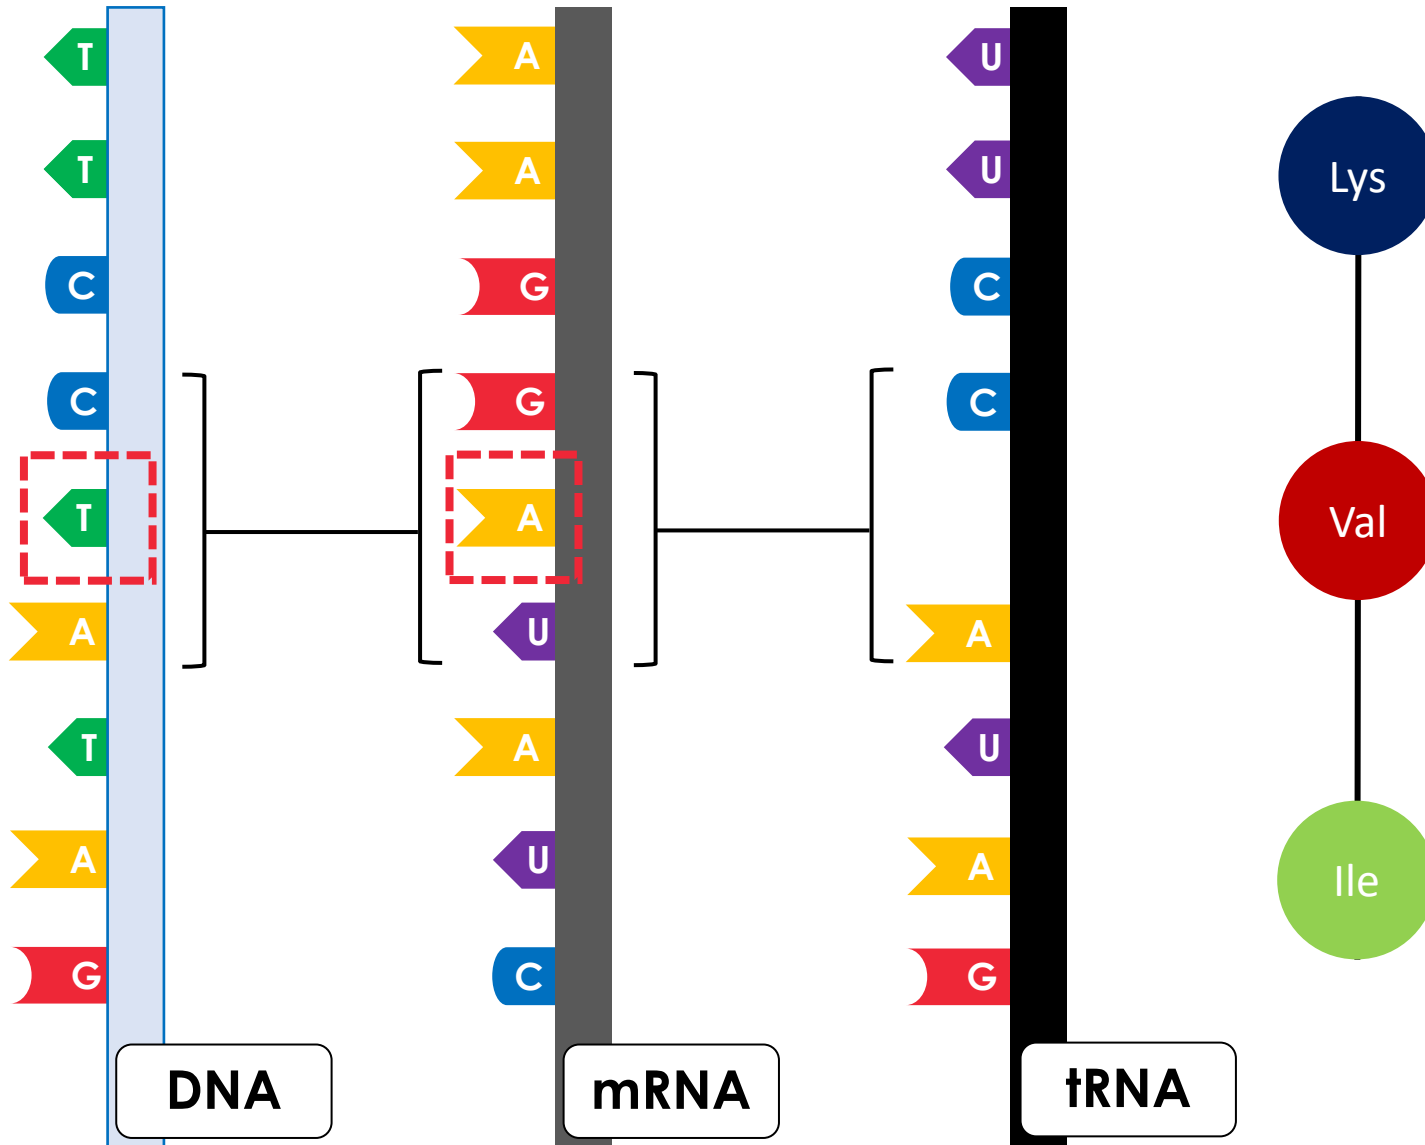 T A U
T A U
Lys
C G C
C G C
T A Val
A U A
T A U
A U A
Ile
G C G
DNA mRNA tRNA